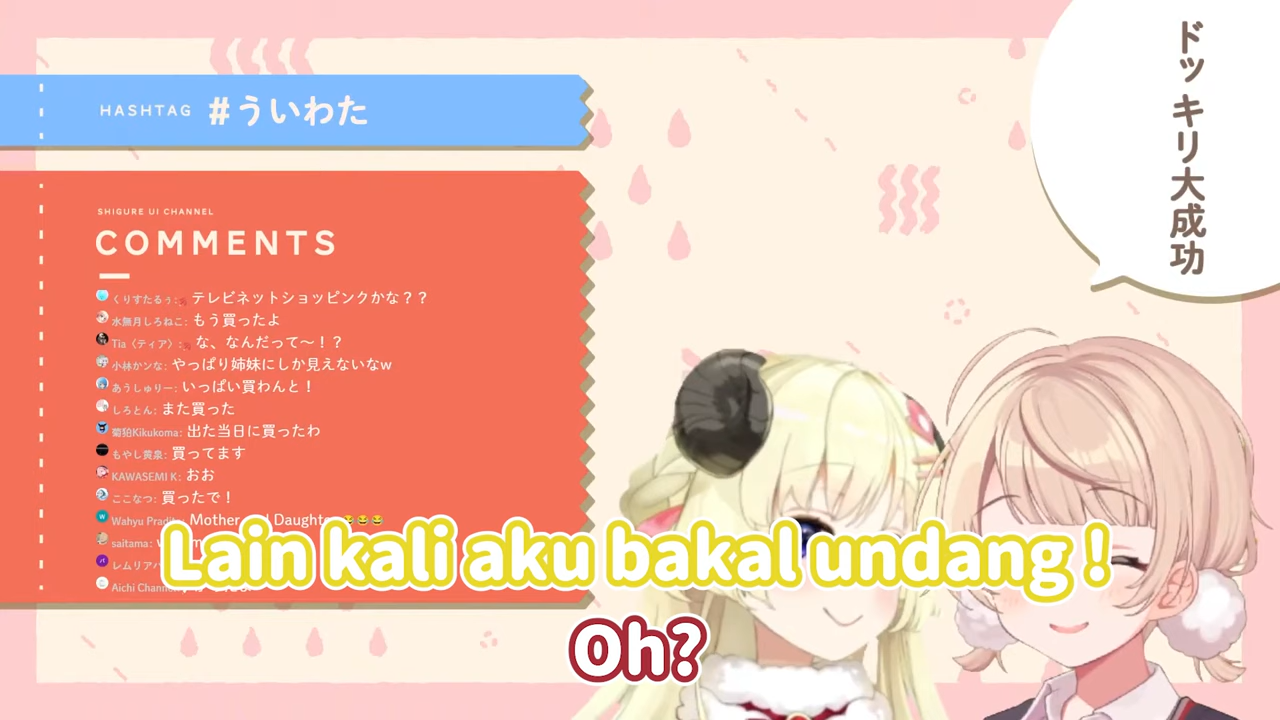 HASHTAG #ういわた
ドッキリ大成功
SHIGURE UI CHANNEL
COMMENTS
くりすたるぅ: テレビネットショッピンクかな？？
水無月しろねこ: もう買ったよ
Tia〈ティア〉: な、なんだって〜！？
小林かンな: やっぱり姉妹にしか見えないなw
あうしゅりー: いっぱい買わんと！
しろとん: また買った
菊狛Kikukoma: 出た当日に買ったわ
もやし黄泉: 買ってます
KAWASEMI K: おお
ここなつ: 買ったで！
Wahyu Mother Daught 😂😂😂
saitama:
レムリア
Aichi Channel
Lain kali aku bakal undang !
Oh?